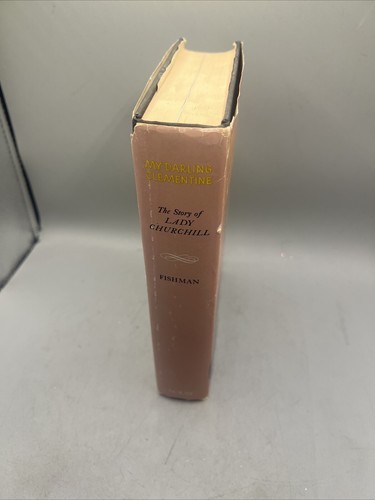 MY DARLING
CLEMENTINE
The Story of
LADY
CHURCHILL
FISHMAN